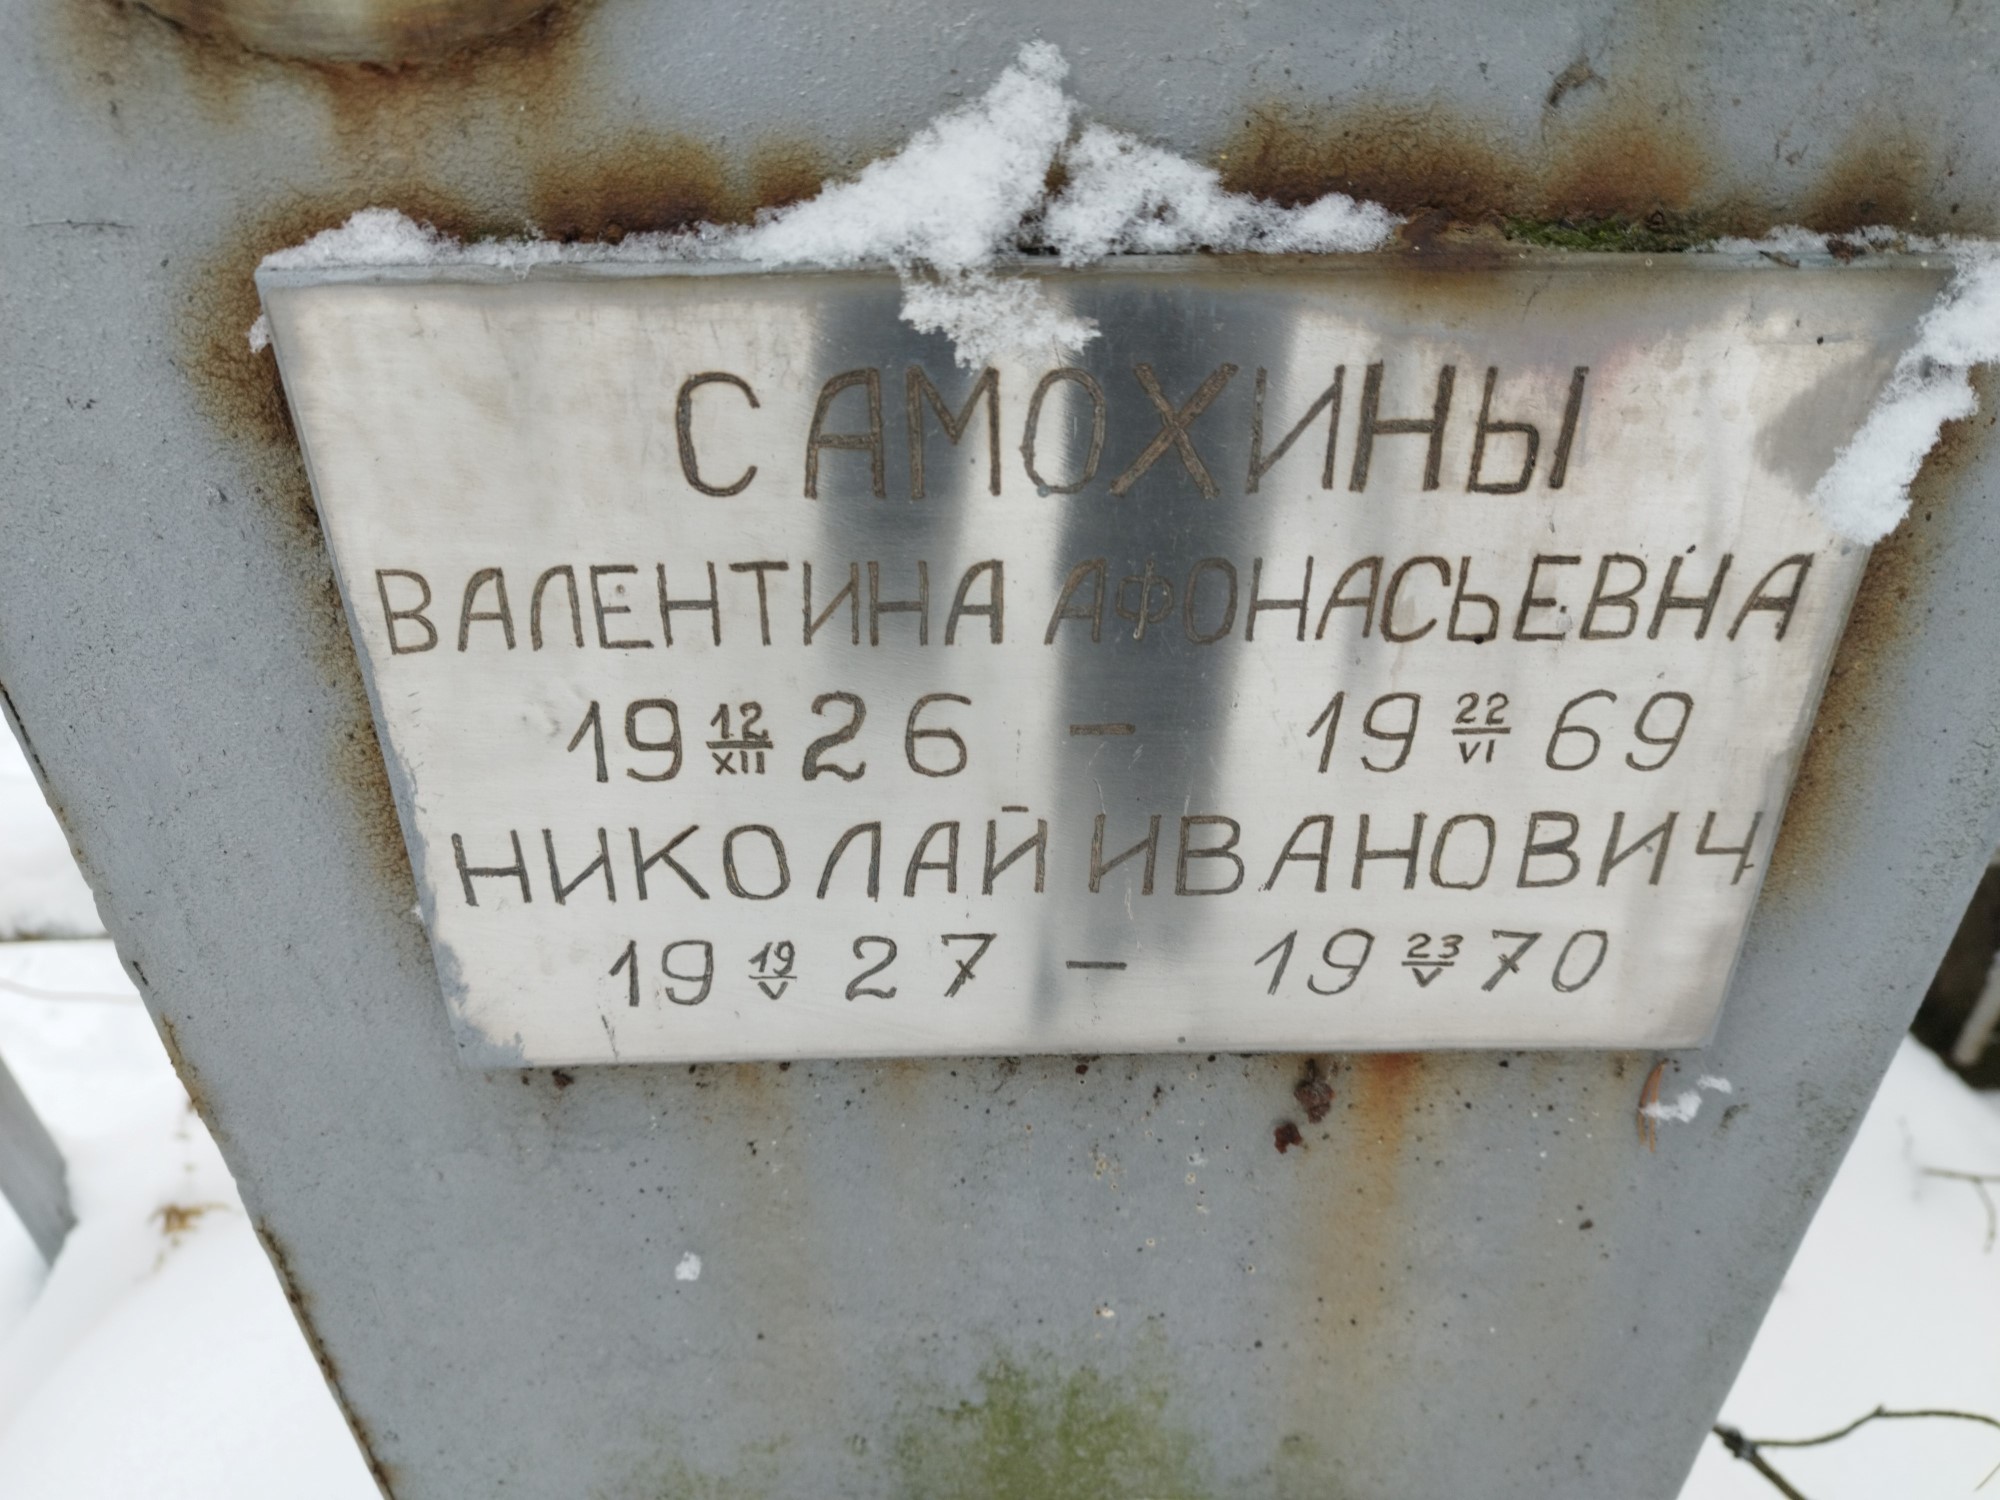 САМОХИНЫ
ВАЛЕНТИНА АФОНАСЬЕВНА
19 12/XII 26 – 19 22/VI 69
НИКОЛАЙ ИВАНОВИЧ
19 19/V 27 – 19 23/V 70